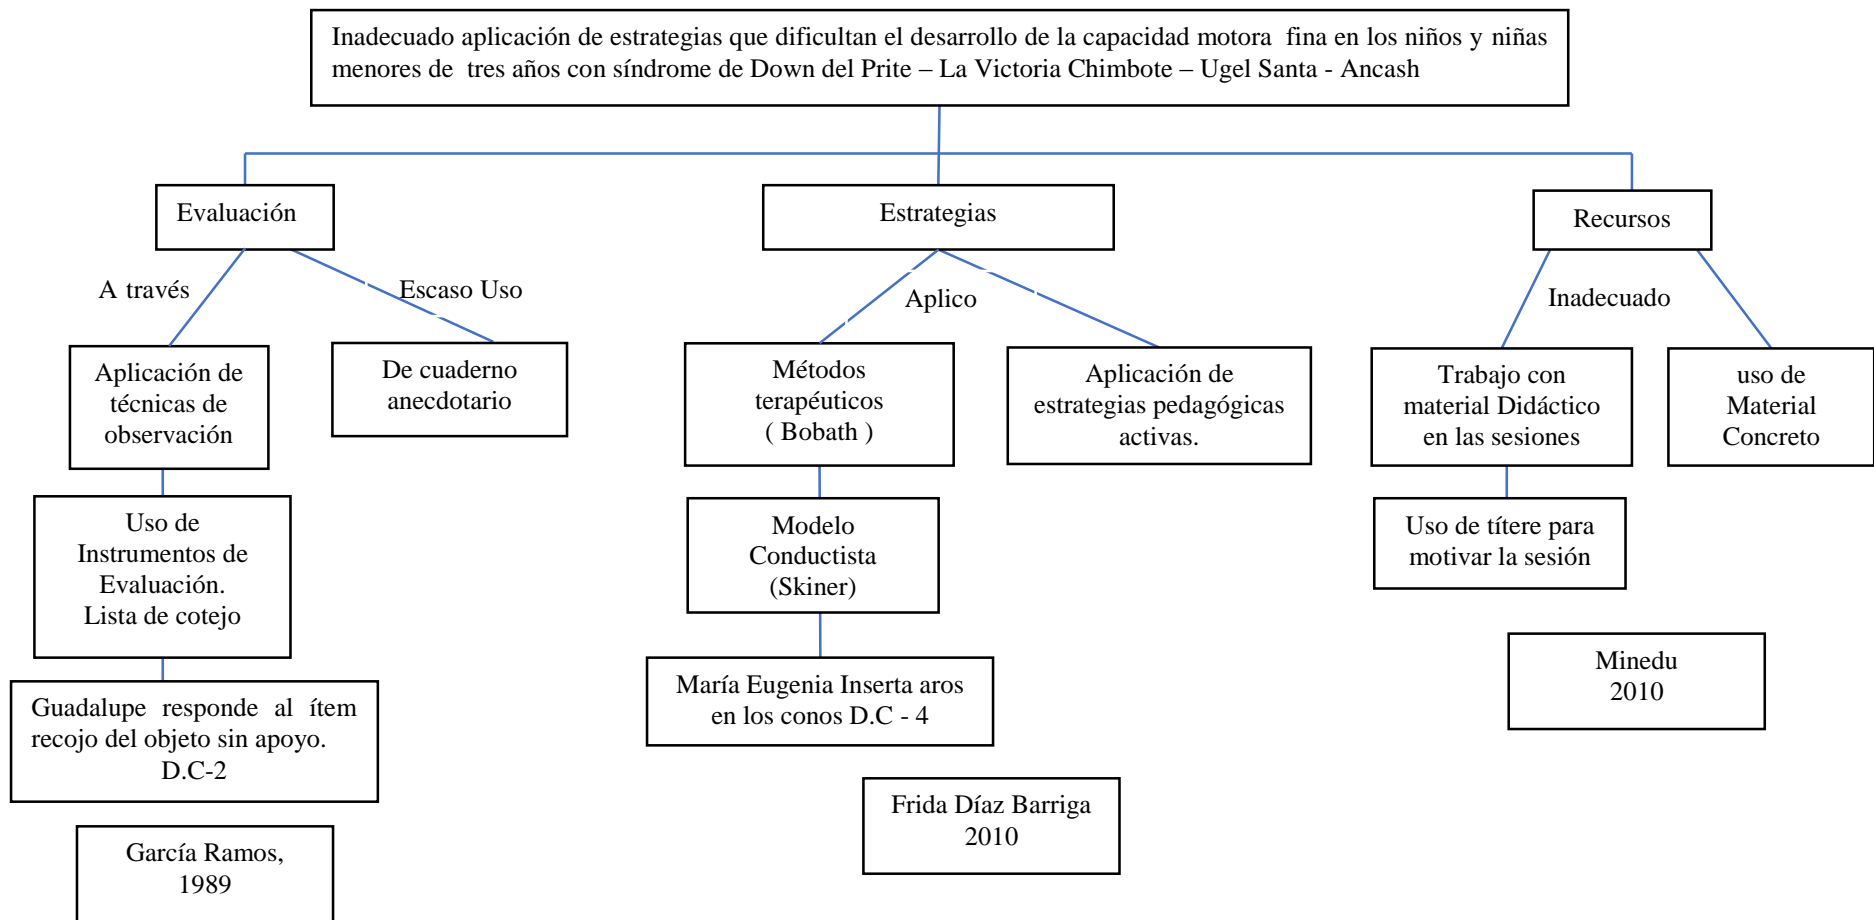 Inadecuado aplicación de estrategias que dificultan el desarrollo de la capacidad motora fina en los niños y niñas
menores de tres años con síndrome de Down del Prite – La Victoria Chimbote – Ugel Santa - Ancash
Evaluación
Estrategias
Recursos
A través
Escaso Uso
Aplico
Inadecuado
Aplicación de
técnicas de
observación
De cuaderno
anecdotario
Métodos
terapéuticos
( Bobath )
Aplicación de
estrategias pedagógicas
activas.
Trabajo con
material Didáctico
en las sesiones
uso de
Material
Concreto
Uso de
Instrumentos de
Evaluación.
Lista de cotejo
Modelo
Conductista
(Skiner)
Uso de títere para
motivar la sesión
Guadalupe responde al ítem
recojo del objeto sin apoyo.
D.C-2
María Eugenia Inserta aros
en los conos D.C - 4
Minedu
2010
García Ramos,
1989
Frida Díaz Barriga
2010